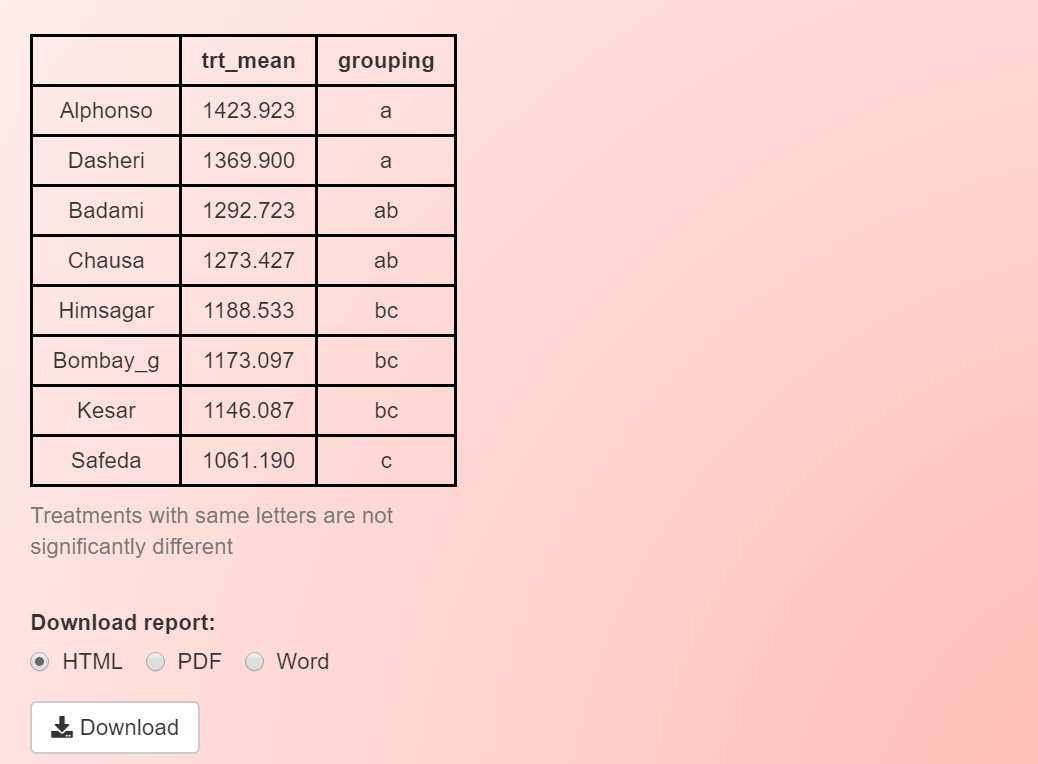 trt_mean grouping
Alphonso 1423.923 a
Dasheri 1369.900 a
Badami 1292.723 ab
Chausa 1273.427 ab
Himsagar 1188.533 bc
Bombay_g 1173.097 bc
Kesar 1146.087 bc
Safeda 1061.190 c
Treatments with same letters are not
significantly different
Download report:
HTML PDF Word
Download